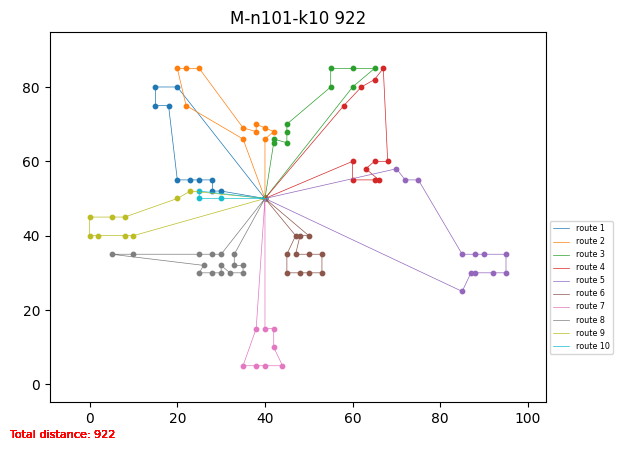 M-n101-k10 922
80
60
40
20
0
0
20
40
60
80
100
route 1
route 2
route 3
route 4
route 5
route 6
route 7
route 8
route 9
route 10
Total distance: 922